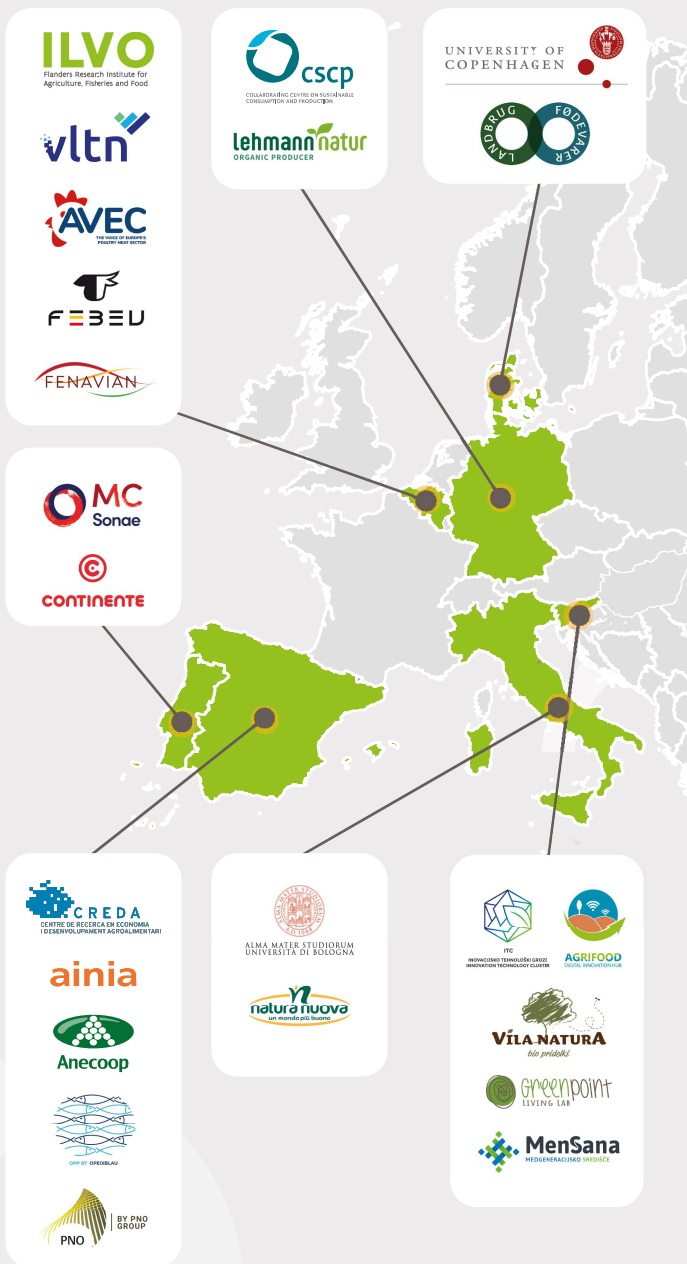 ILVO
Flanders Research Institute for
Agriculture, Fisheries and Food
vltn
AVEC
THE VOICE OF EUROPE'S
POULTRY MEAT SECTOR
FEBEV
FENAVIAN
cscp
COLLABORATING CENTRE ON SUSTAINABLE
CONSUMPTION AND PRODUCTION
lehmann natur
ORGANIC PRODUCER
UNIVERSITY OF
COPENHAGEN
LANDBRUG FØDEVARER
MC
Sonae
C
CONTINENTE
CREDA
CENTRE DE RECERCA EN ECONOMIA
I DESENVOLUPAMENT AGROALIMENTARI
ainia
Anecoop
OPP 87 OPEIXBLAU
PNO
BY PNO
GROUP
ALMA MATER STUDIORUM
A.D. 1088
ALMA MATER STUDIORUM
UNIVERSITÀ DI BOLOGNA
n
natura nuova
un mondo più buono
ITC
INOVACIJSKO TEHNOLOŠKI GROZD
INNOVATION TECHNOLOGY CLUSTER
AGRIFOOD
DIGITAL INNOVATION HUB
VILA NATURA
bio pridelki
Greenpoint
LIVING LAB
MenSana
MEDGENERACIJSKO SREDIŠČE